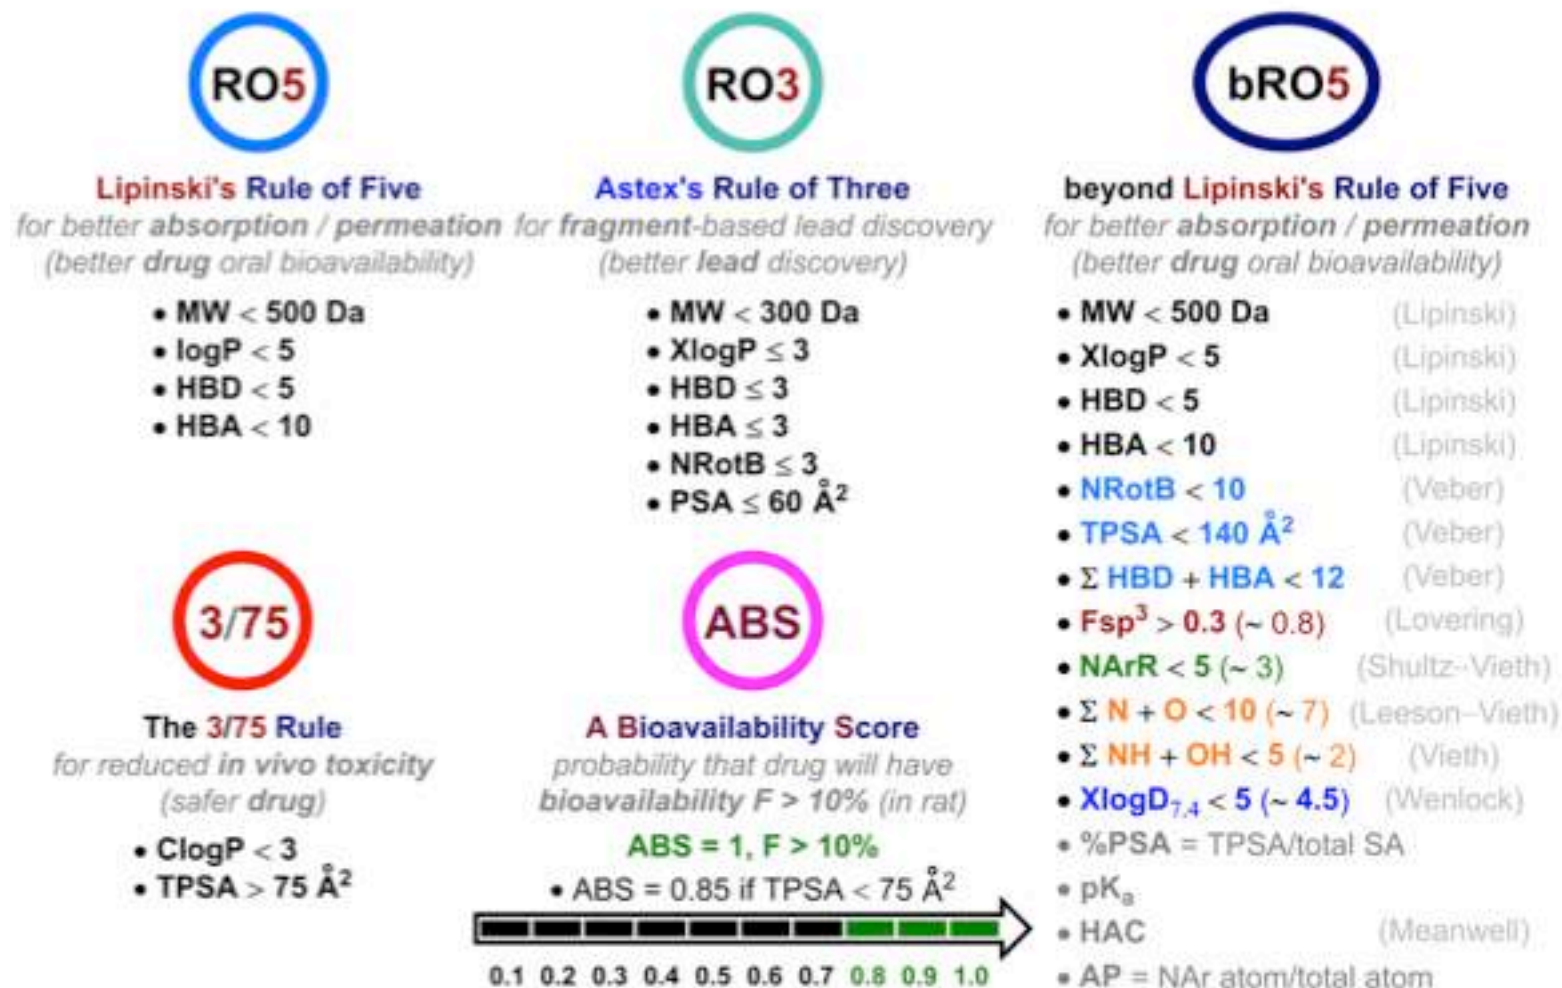 RO5
Lipinski's Rule of Five
for better absorption / permeation
(better drug oral bioavailability)
• MW < 500 Da
• logP < 5
• HBD < 5
• HBA < 10
RO3
Astex's Rule of Three
for fragment-based lead discovery
(better lead discovery)
• MW < 300 Da
• XlogP ≤ 3
• HBD ≤ 3
• HBA ≤ 3
• NRotB ≤ 3
• PSA ≤ 60 Å²
bRO5
beyond Lipinski's Rule of Five
for better absorption / permeation
(better drug oral bioavailability)
• MW < 500 Da (Lipinski)
• XlogP < 5 (Lipinski)
• HBD < 5 (Lipinski)
• HBA < 10 (Lipinski)
• NRotB < 10 (Veber)
• TPSA < 140 Å² (Veber)
• Σ HBD + HBA < 12 (Veber)
• Fsp³ > 0.3 (~ 0.8) (Lovering)
• NArR < 5 (~ 3) (Shultz–Vieth)
• Σ N + O < 10 (~ 7) (Leeson–Vieth)
• Σ NH + OH < 5 (~ 2) (Vieth)
• XlogD₇.₄ < 5 (~ 4.5) (Wenlock)
• %PSA = TPSA/total SA
• pKₐ
• HAC (Meanwell)
• AP = NAr atom/total atom
3/75
The 3/75 Rule
for reduced in vivo toxicity
(safer drug)
• ClogP < 3
• TPSA > 75 Å²
ABS
A Bioavailability Score
probability that drug will have
bioavailability F > 10% (in rat)
ABS = 1, F > 10%
• ABS = 0.85 if TPSA < 75 Å²
0.1 0.2 0.3 0.4 0.5 0.6 0.7 0.8 0.9 1.0